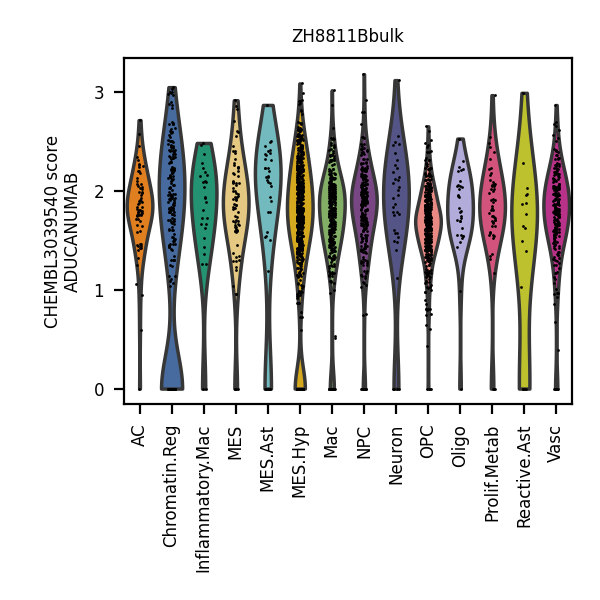 ZH8811Bbulk
CHEMBL3039540 score
ADUCANUMAB
3
2
1
0
AC
Chromatin.Reg
Inflammatory.Mac
MES
MES.Ast
MES.Hyp
Mac
NPC
Neuron
OPC
Oligo
Prolif.Metab
Reactive.Ast
Vasc